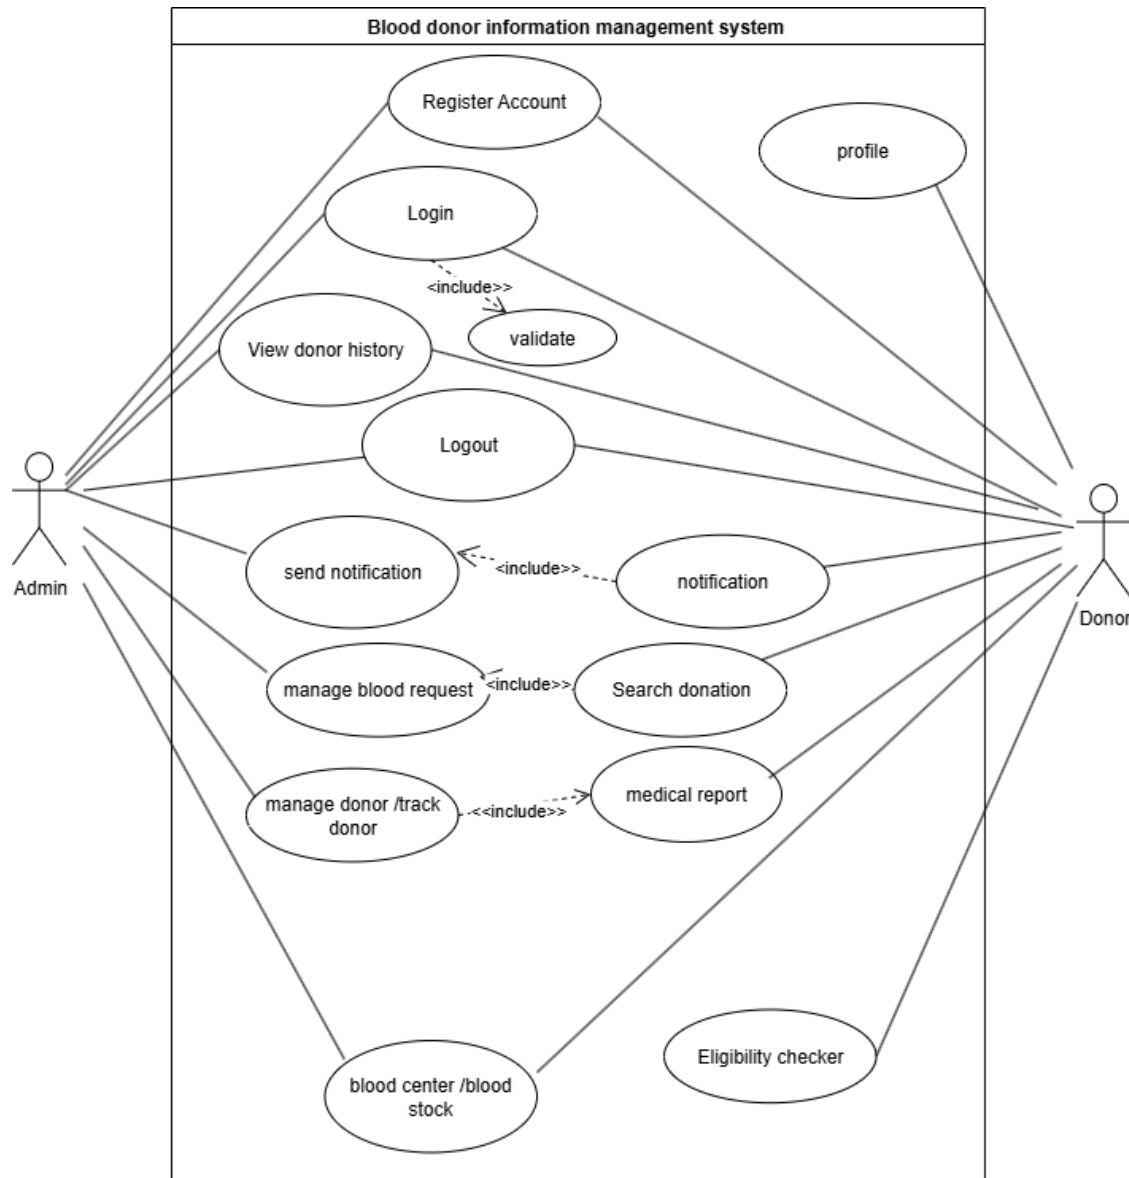 Blood donor information management system
Register Account
profile
Login
<include>>
validate
View donor history
Logout
Admin
Donor
send notification
<include>>
notification
manage blood request
<include>>
Search donation
manage donor /track
donor
<<include>>
medical report
blood center /blood
stock
Eligibility checker